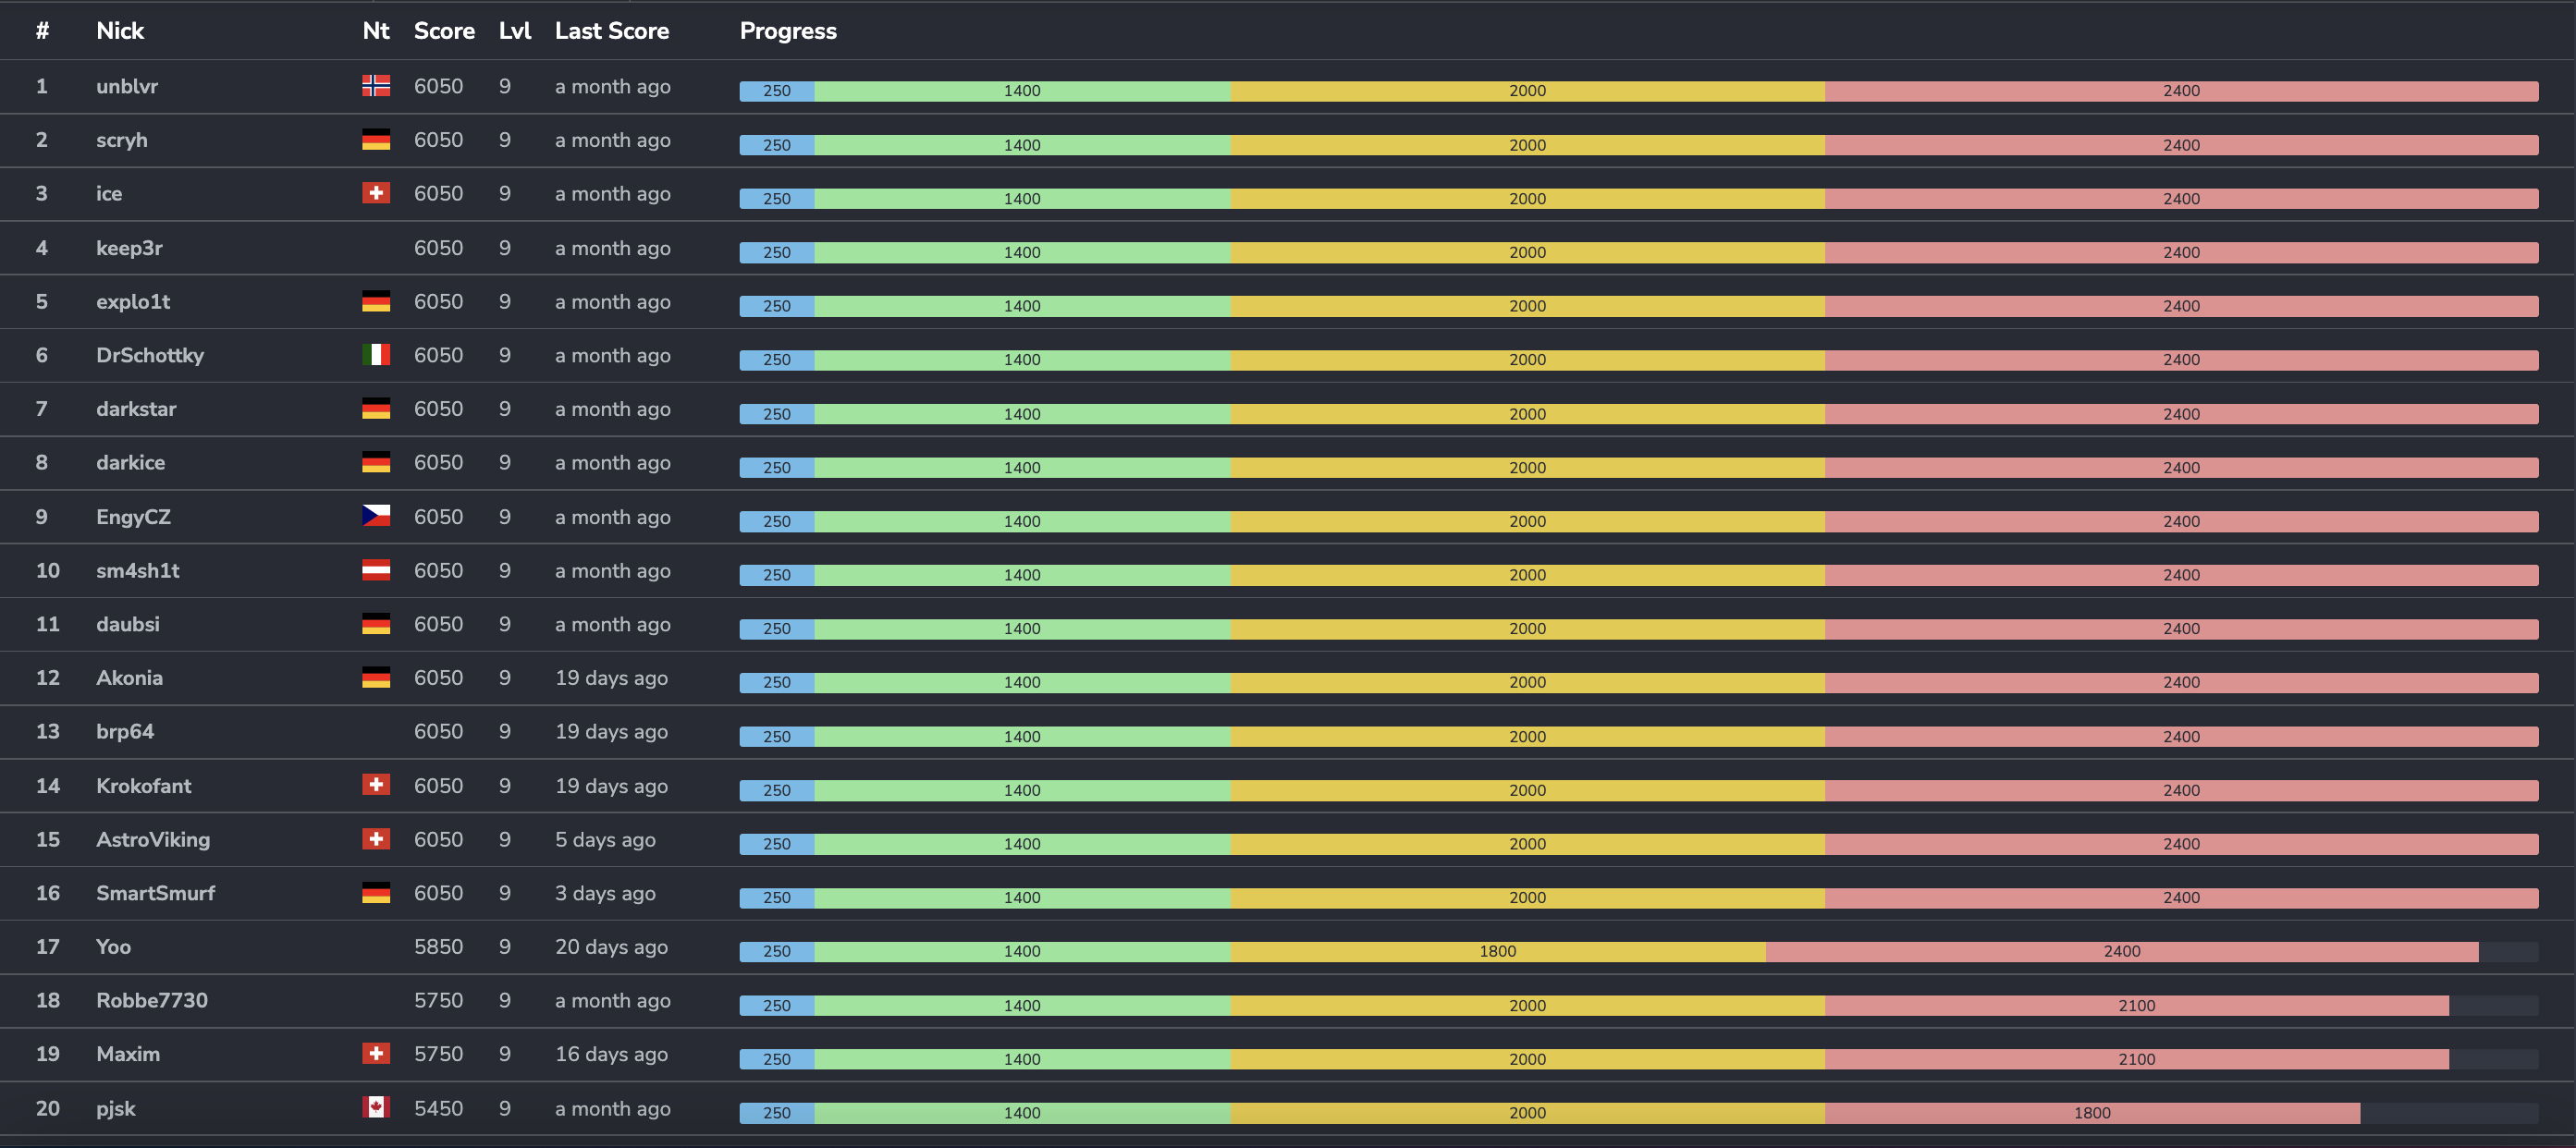 # Nick Nt Score Lvl Last Score Progress
1 unblvr 6050 9 a month ago 250 1400 2000 2400
2 scryh 6050 9 a month ago 250 1400 2000 2400
3 ice 6050 9 a month ago 250 1400 2000 2400
4 keep3r 6050 9 a month ago 250 1400 2000 2400
5 explo1t 6050 9 a month ago 250 1400 2000 2400
6 DrSchottky 6050 9 a month ago 250 1400 2000 2400
7 darkstar 6050 9 a month ago 250 1400 2000 2400
8 darkice 6050 9 a month ago 250 1400 2000 2400
9 EngyCZ 6050 9 a month ago 250 1400 2000 2400
10 sm4sh1t 6050 9 a month ago 250 1400 2000 2400
11 daubsi 6050 9 a month ago 250 1400 2000 2400
12 Akonia 6050 9 19 days ago 250 1400 2000 2400
13 brp64 6050 9 19 days ago 250 1400 2000 2400
14 Krokofant 6050 9 19 days ago 250 1400 2000 2400
15 AstroViking 6050 9 5 days ago 250 1400 2000 2400
16 SmartSmurf 6050 9 3 days ago 250 1400 2000 2400
17 Yoo 5850 9 20 days ago 250 1400 1800 2400
18 Robbe7730 5750 9 a month ago 250 1400 2000 2100
19 Maxim 5750 9 16 days ago 250 1400 2000 2100
20 pjsk 5450 9 a month ago 250 1400 2000 1800